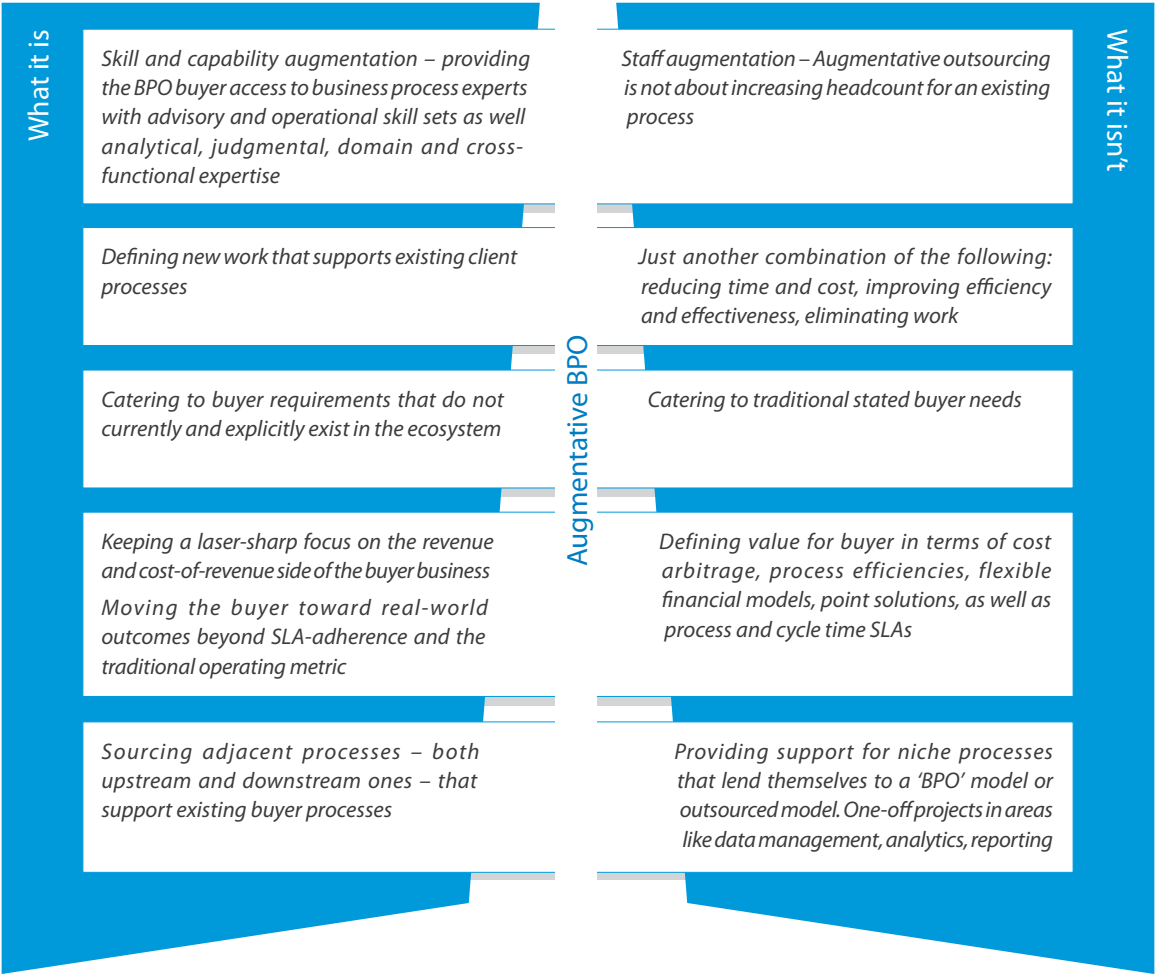 What it is
Skill and capability augmentation – providing
the BPO buyer access to business process experts
with advisory and operational skill sets as well
analytical, judgmental, domain and cross-
functional expertise
Defining new work that supports existing client
processes
Catering to buyer requirements that do not
currently and explicitly exist in the ecosystem
Keeping a laser-sharp focus on the revenue
and cost-of-revenue side of the buyer business
Moving the buyer toward real-world
outcomes beyond SLA-adherence and the
traditional operating metric
Sourcing adjacent processes – both
upstream and downstream ones – that
support existing buyer processes
Augmentative BPO
What it isn't
Staff augmentation – Augmentative outsourcing
is not about increasing headcount for an existing
process
Just another combination of the following:
reducing time and cost, improving efficiency
and effectiveness, eliminating work
Catering to traditional stated buyer needs
Defining value for buyer in terms of cost
arbitrage, process efficiencies, flexible
financial models, point solutions, as well as
process and cycle time SLAs
Providing support for niche processes
that lend themselves to a ‘BPO’ model or
outsourced model. One-off projects in areas
like data management, analytics, reporting